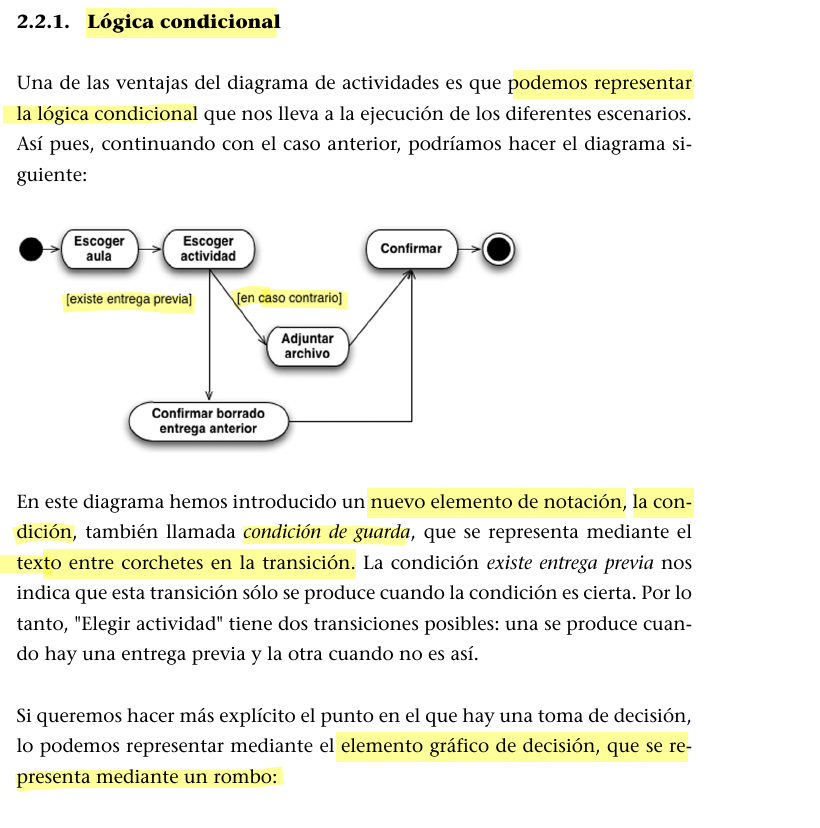 2.2.1. Lógica condicional
Una de las ventajas del diagrama de actividades es que podemos representar
la lógica condicional que nos lleva a la ejecución de los diferentes escenarios.
Así pues, continuando con el caso anterior, podríamos hacer el diagrama si-
guiente:
Escoger
aula
Escoger
actividad
Confirmar
[existe entrega previa]
[en caso contrario]
Adjuntar
archivo
Confirmar borrado
entrega anterior
En este diagrama hemos introducido un nuevo elemento de notación, la con-
dición, también llamada condición de guarda, que se representa mediante el
texto entre corchetes en la transición. La condición existe entrega previa nos
indica que esta transición sólo se produce cuando la condición es cierta. Por lo
tanto, "Elegir actividad" tiene dos transiciones posibles: una se produce cuan-
do hay una entrega previa y la otra cuando no es así.
Si queremos hacer más explícito el punto en el que hay una toma de decisión,
lo podemos representar mediante el elemento gráfico de decisión, que se re-
presenta mediante un rombo: